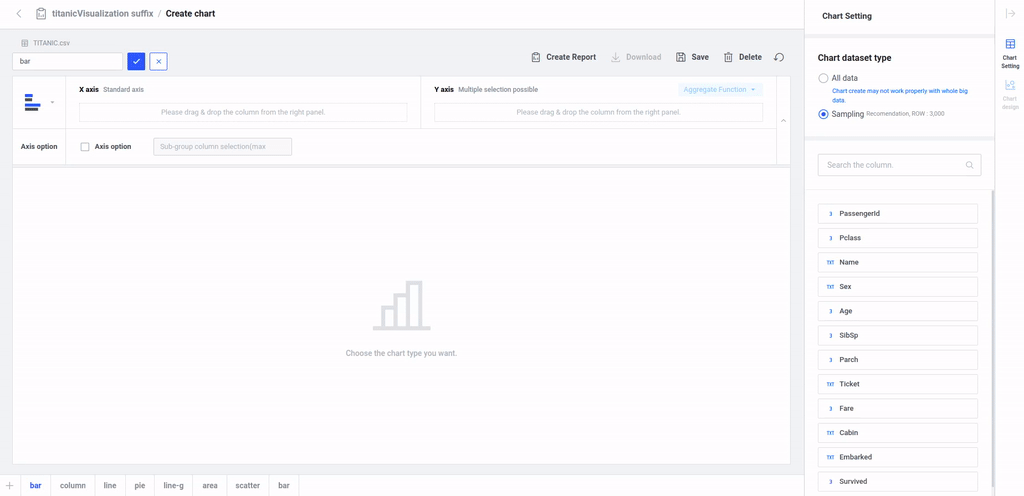 titanicVisualization suffix / Create chart
TITANIC.csv
bar
Create Report
Download
Save
Delete
X axis Standard axis
Please drag & drop the column from the right panel.
Y axis Multiple selection possible
Aggregate Function
Please drag & drop the column from the right panel.
Axis option
Axis option
Sub-group column selection(max
Choose the chart type you want.
bar
column
line
pie
line-g
area
scatter
bar
Chart Setting
Chart dataset type
All data
Chart create may not work properly with whole big
data.
Sampling Recomendation, ROW : 3,000
Search the column.
3 PassengerId
3 Pclass
TXT Name
TXT Sex
3 Age
3 SibSp
3 Parch
TXT Ticket
3 Fare
TXT Cabin
TXT Embarked
3 Survived
Chart
Setting
Chart
design